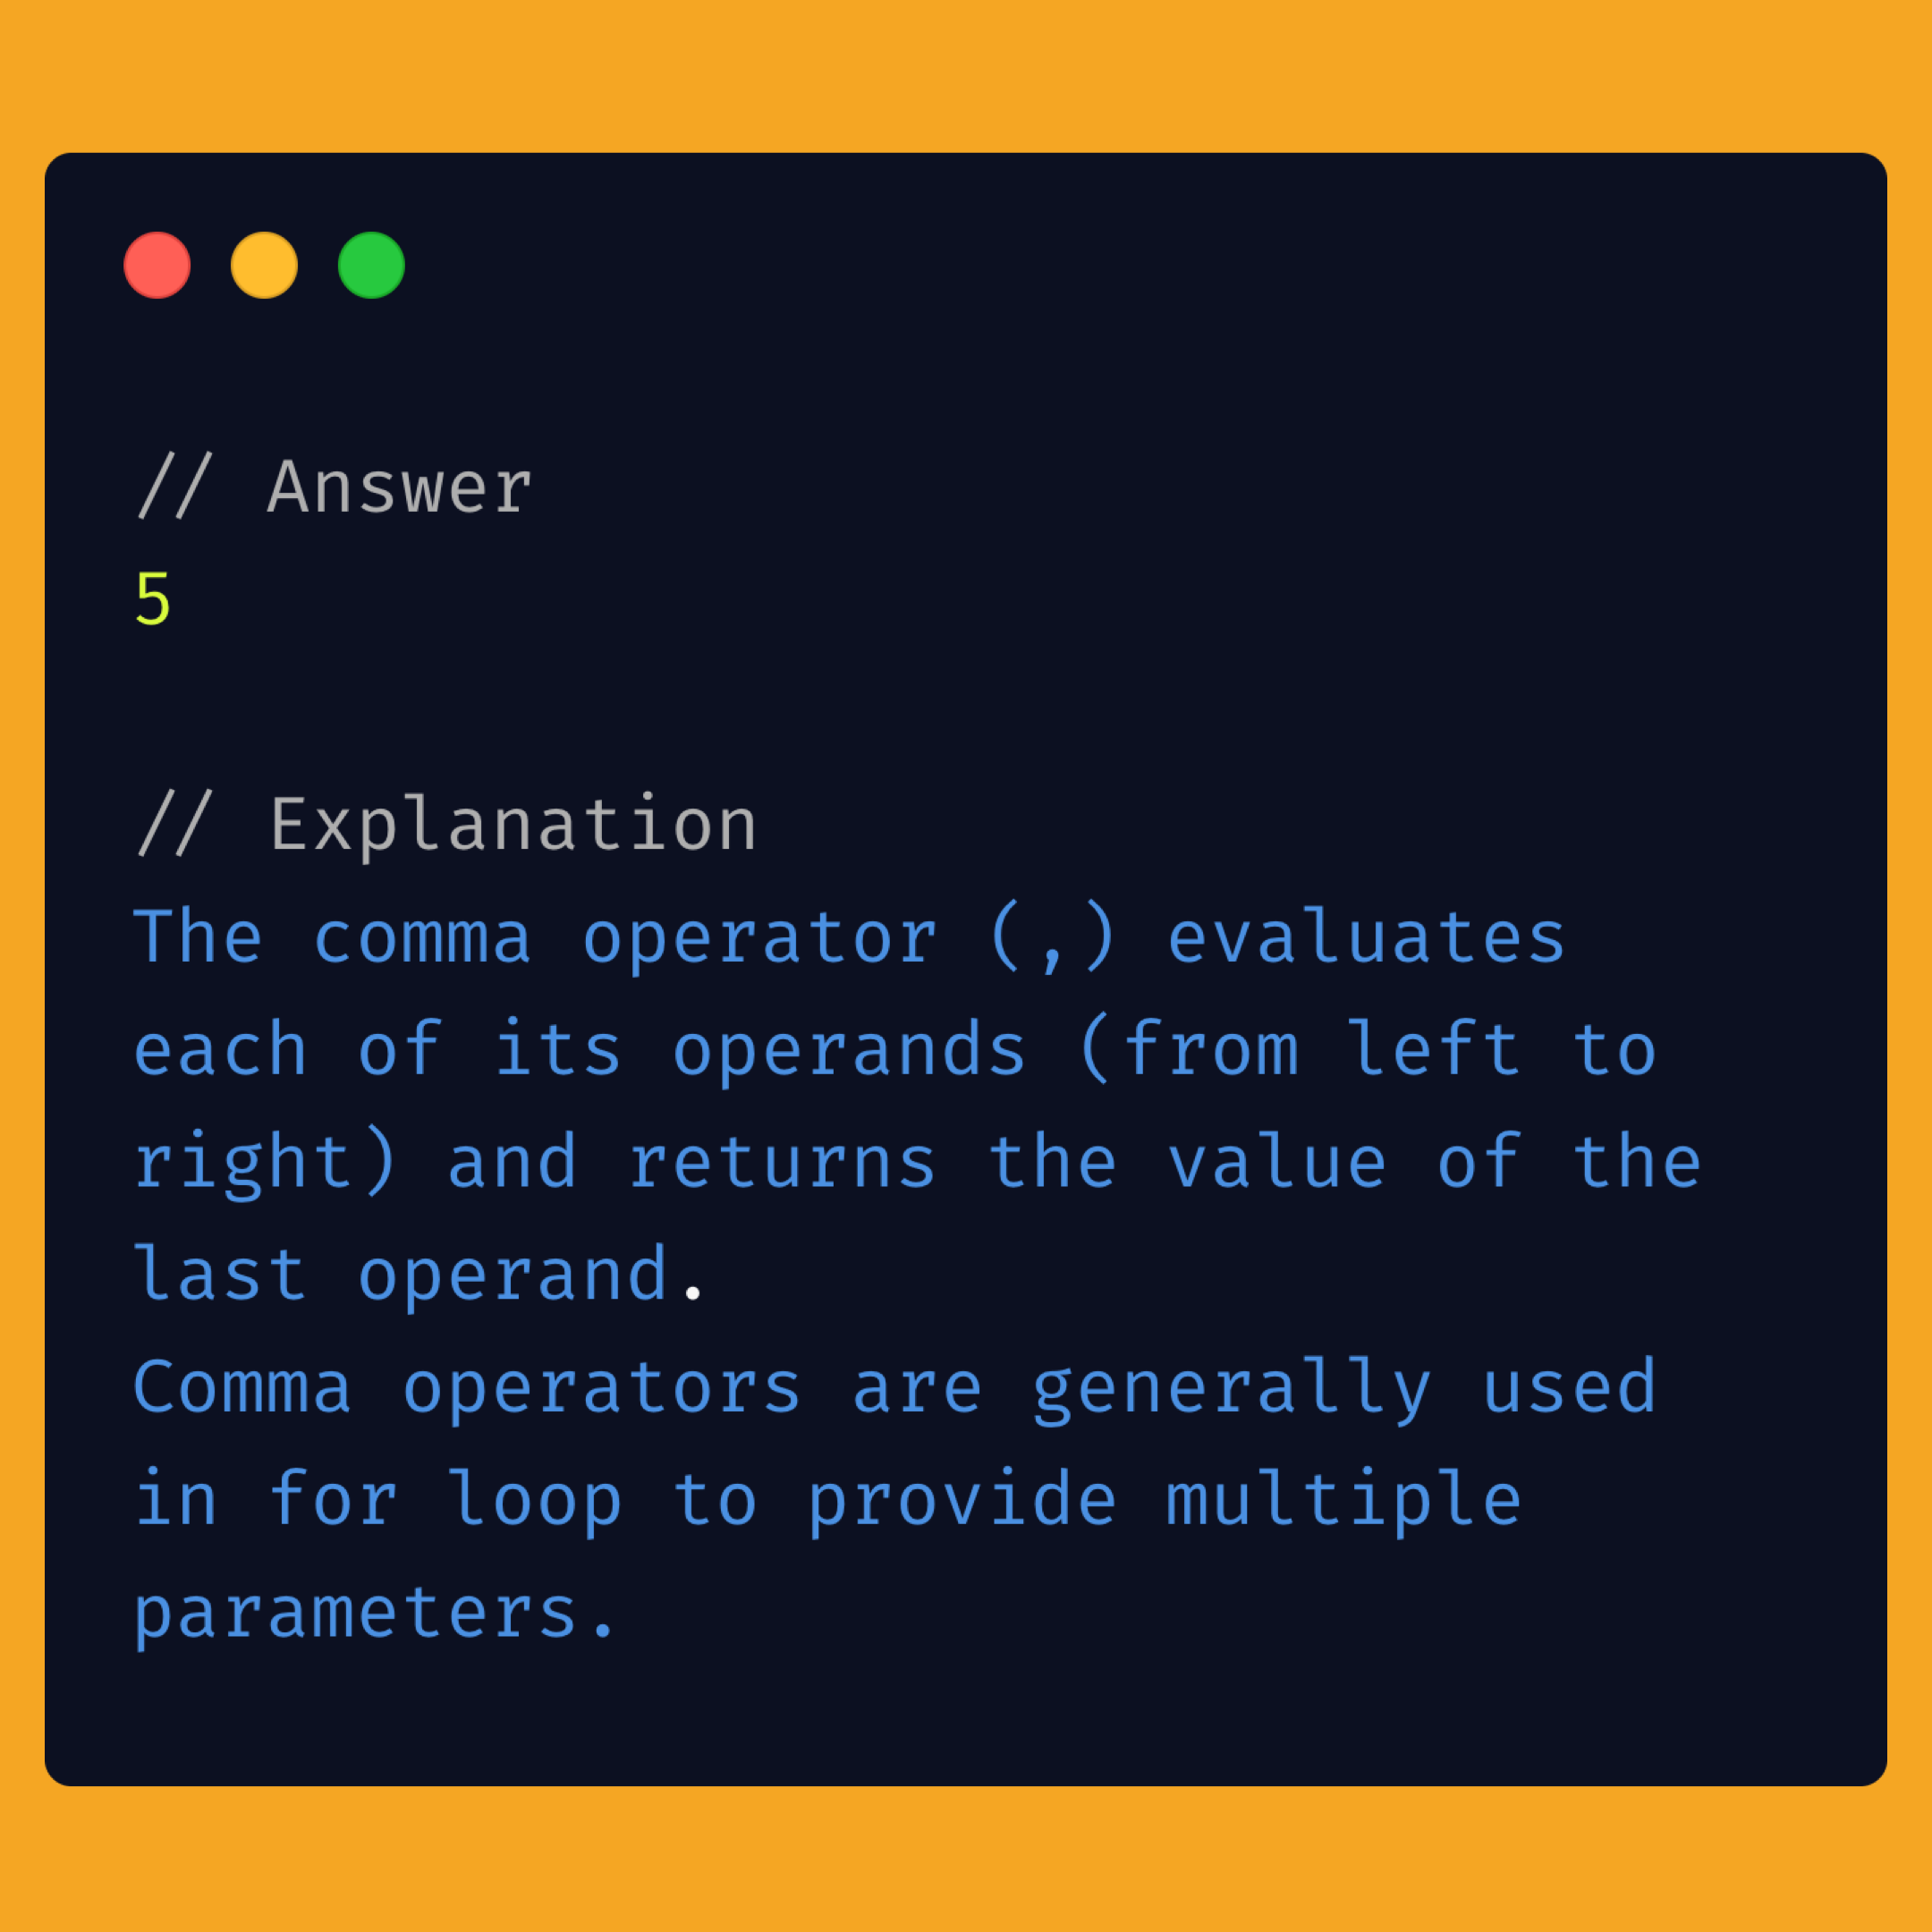 // Answer
5
// Explanation
The comma operator (,) evaluates
each of its operands (from left to
right) and returns the value of the
last operand.
Comma operators are generally used
in for loop to provide multiple
parameters.